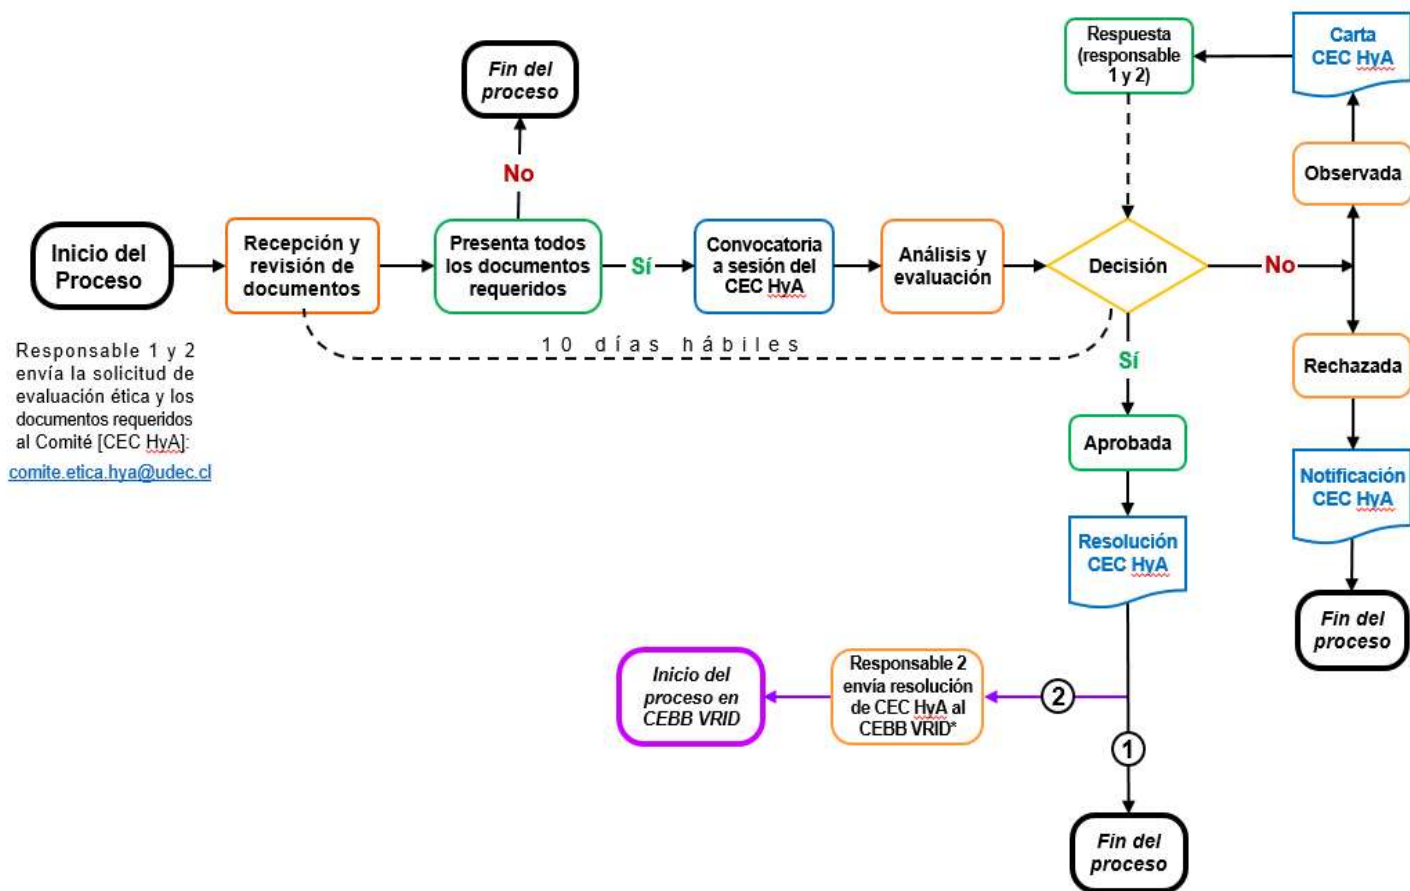 Respuesta
(responsable
1 y 2)
Carta
CEC HyA
Fin del
proceso
No
Observada
Inicio del
Proceso
Recepción y
revisión de
documentos
Presenta todos
los documentos
requeridos
Sí
Convocatoria
a sesión del
CEC HyA
Análisis y
evaluación
Decisión
No
10 días hábiles
Responsable 1 y 2
envía la solicitud de
evaluación ética y los
documentos requeridos
al Comité [CEC HyA]:
comite.etica.hya@udec.cl
Sí
Rechazada
Aprobada
Notificación
CEC HyA
Resolución
CEC HyA
Fin del
proceso
Inicio del
proceso en
CEBB VRID
Responsable 2
envía resolución
de CEC HyA al
CEBB VRID*
2
1
Fin del
proceso